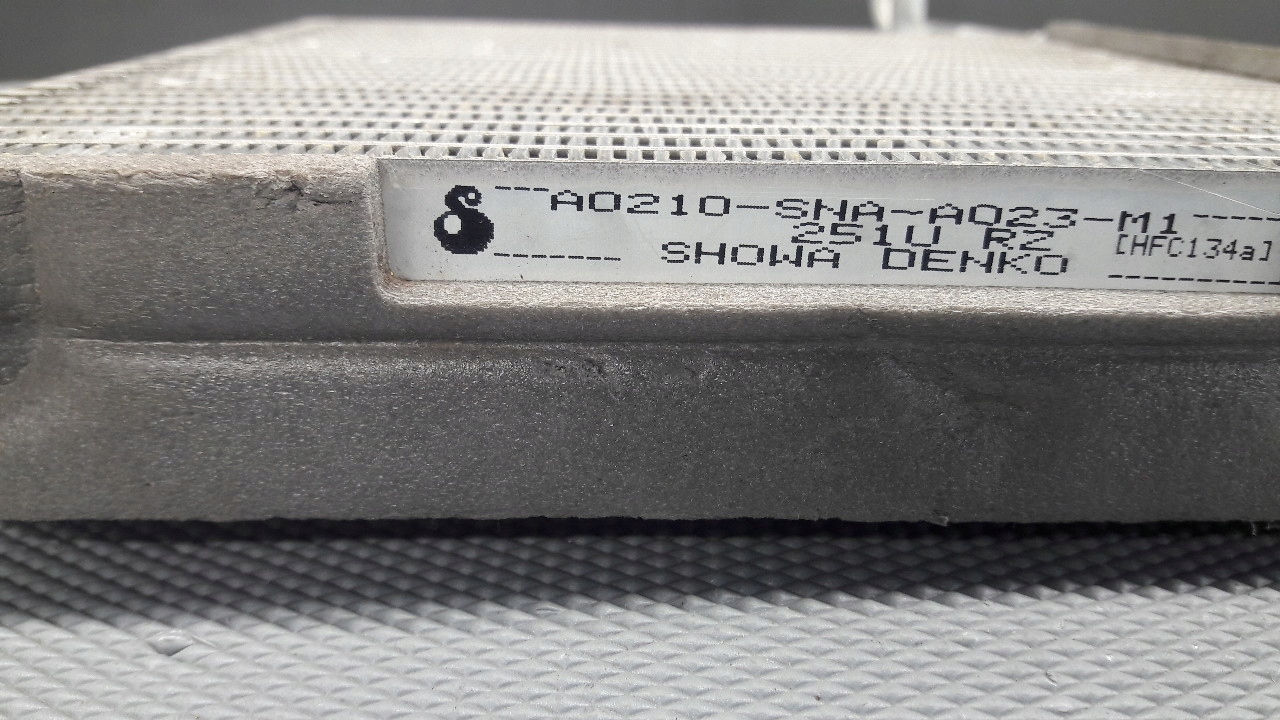 A0210-SNA-A023-M1
251U RZ [HFC134a]
SHOWA DENKO